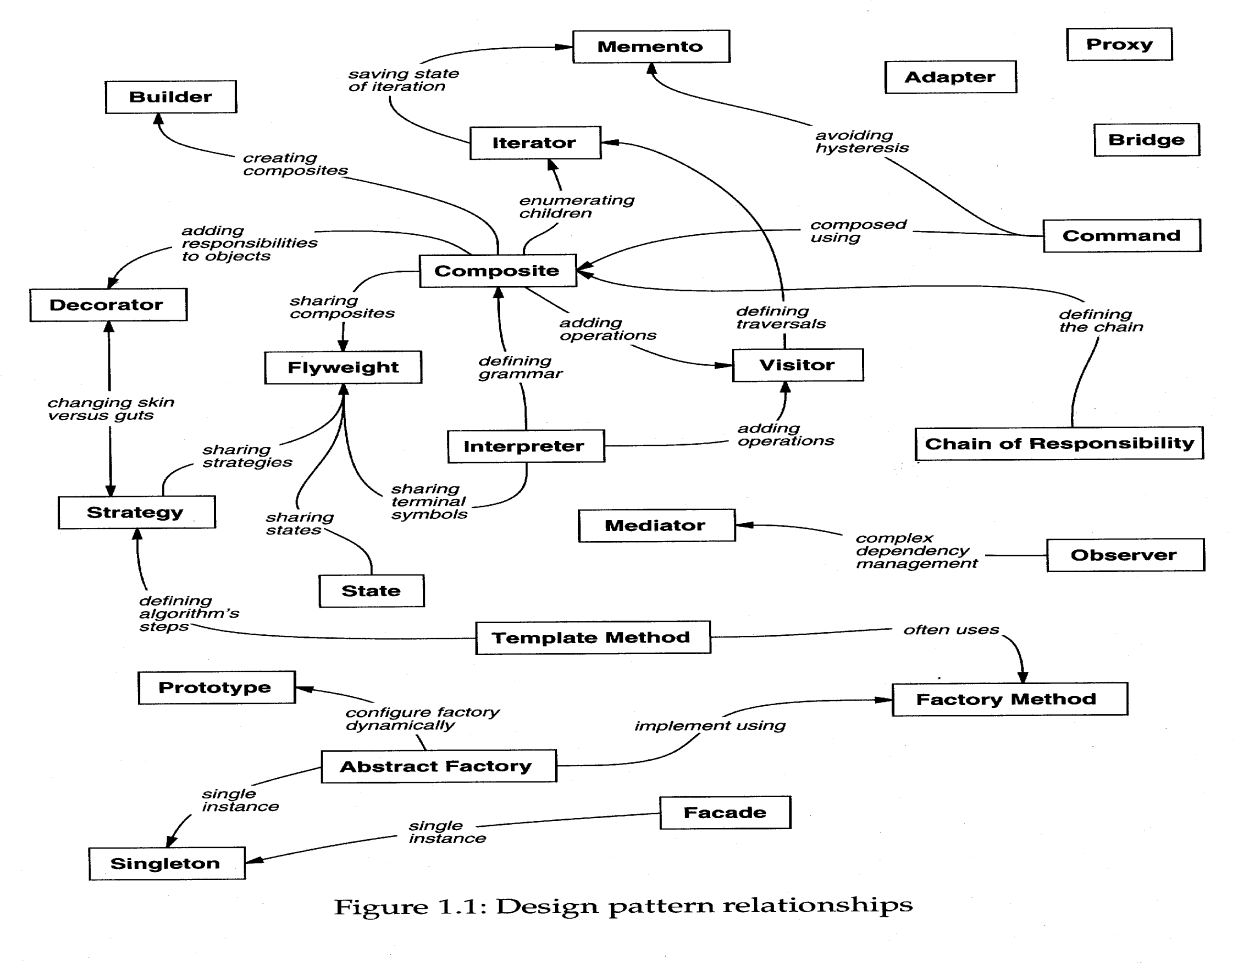 Memento
Proxy
Adapter
saving state
of iteration
Builder
Iterator
avoiding
hysteresis
Bridge
creating
composites
enumerating
children
adding
responsibilities
to objects
composed
using
Command
Composite
Decorator
sharing
composites
adding
operations
defining
traversals
defining
the chain
Flyweight
defining
grammar
Visitor
changing skin
versus guts
adding
operations
Chain of Responsibility
Interpreter
sharing
strategies
sharing
terminal
symbols
Strategy
sharing
states
Mediator
complex
dependency
management
Observer
State
defining
algorithm's
steps
Template Method
often uses
Prototype
Factory Method
configure factory
dynamically
implement using
Abstract Factory
single
instance
Facade
single
instance
Singleton
Figure 1.1: Design pattern relationships